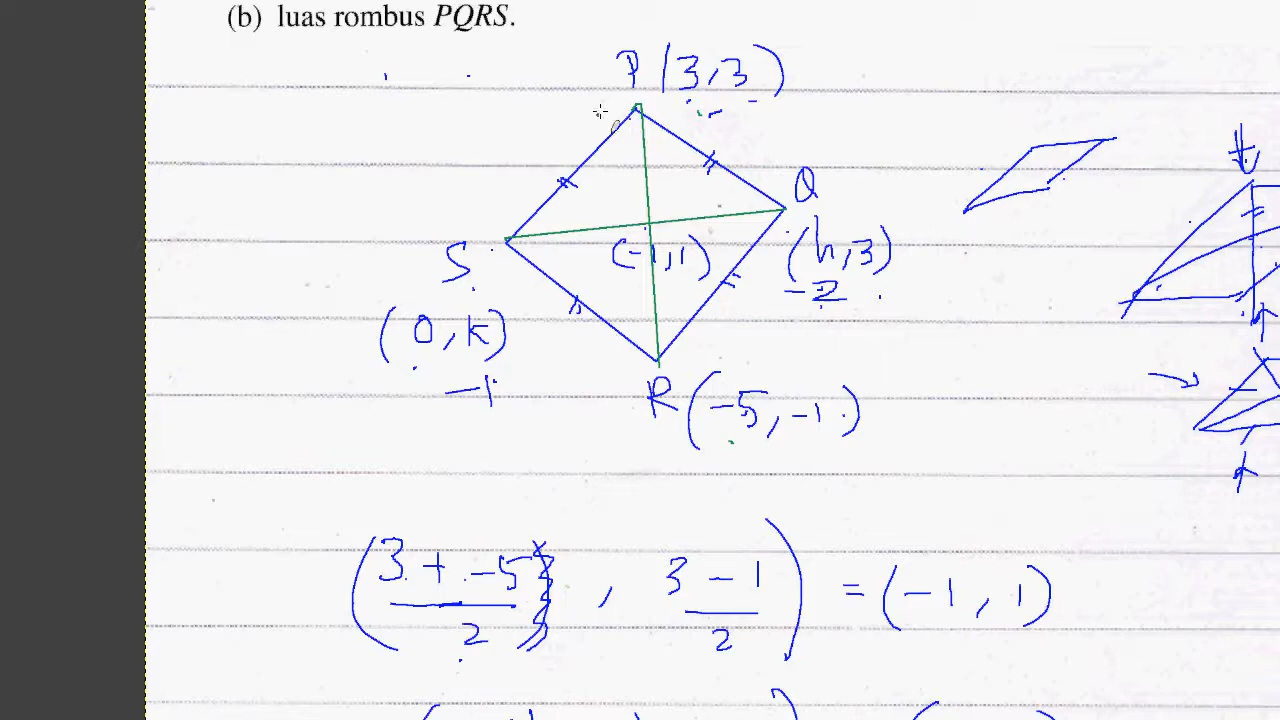 (b) luas rombus PQRS.
P (3,3)
Q
S (-1,1) (h,3)
-2
(0,k)
-1
R (-5,-1)
(3 + -5 / 2 , 3 - 1 / 2) = (-1, 1)